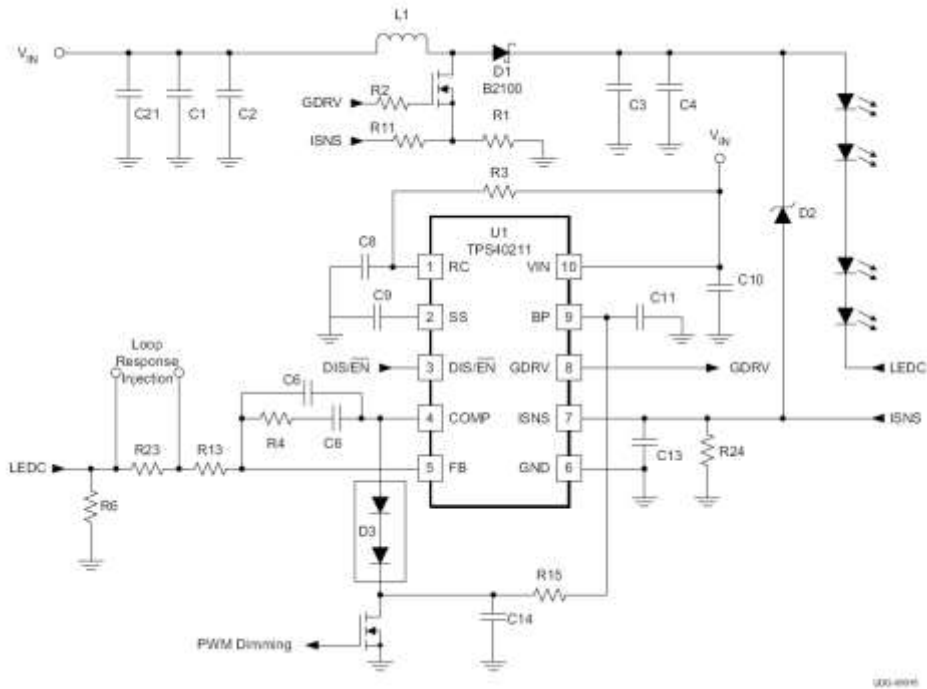 L1
VIN
D1
B2100
C21
C1
C2
R2
GDRV
C3
C4
R1
ISNS
R11
VIN
R3
D2
U1
TPS40211
C8
1
RC
VIN
10
C10
C9
C11
2
SS
BP
9
Loop
Response
Injection
DIS/EN
3
DIS/EN
GDRV
8
GDRV
LEDC
C6
4
COMP
ISNS
7
ISNS
R4
C6
R23
R13
C13
R24
LEDC
5
FB
GND
6
R6
D3
R15
C14
PWM Dimming